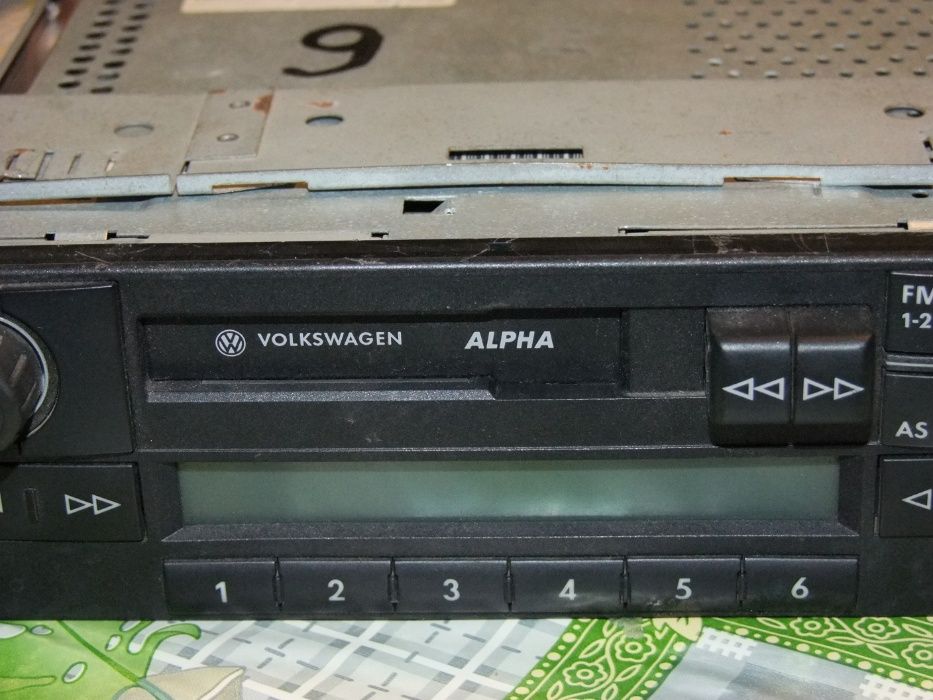 9
VOLKSWAGEN ALPHA
FM
1-2
AS
1 2 3 4 5 6